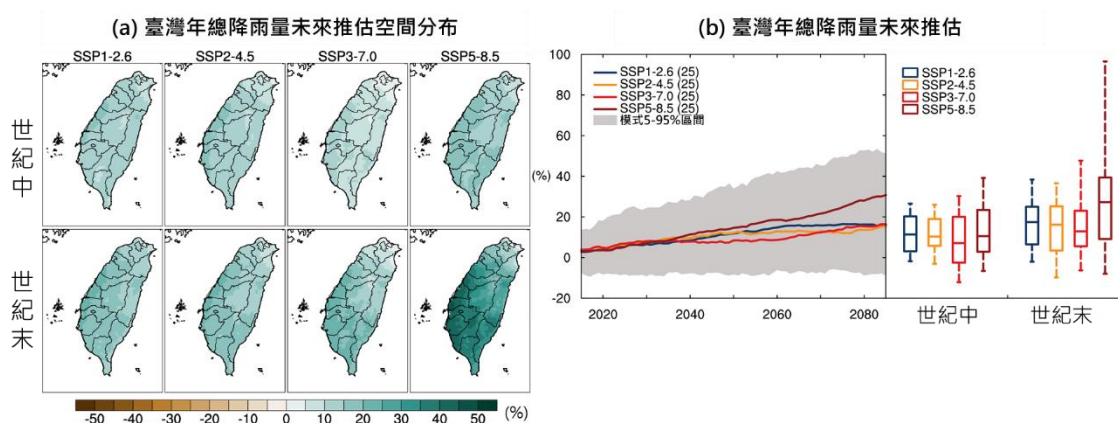 (a) 臺灣年總降雨量未來推估空間分布
SSP1-2.6 SSP2-4.5 SSP3-7.0 SSP5-8.5
世紀中
世紀末
-50 -40 -30 -20 -10 0 10 20 30 40 50 (%)
(b) 臺灣年總降雨量未來推估
100
80
60
40
20
0
-20
(%)
SSP1-2.6 (25)
SSP2-4.5 (25)
SSP3-7.0 (25)
SSP5-8.5 (25)
模式5-95%區間
2020 2040 2060 2080
SSP1-2.6
SSP2-4.5
SSP3-7.0
SSP5-8.5
世紀中 世紀末